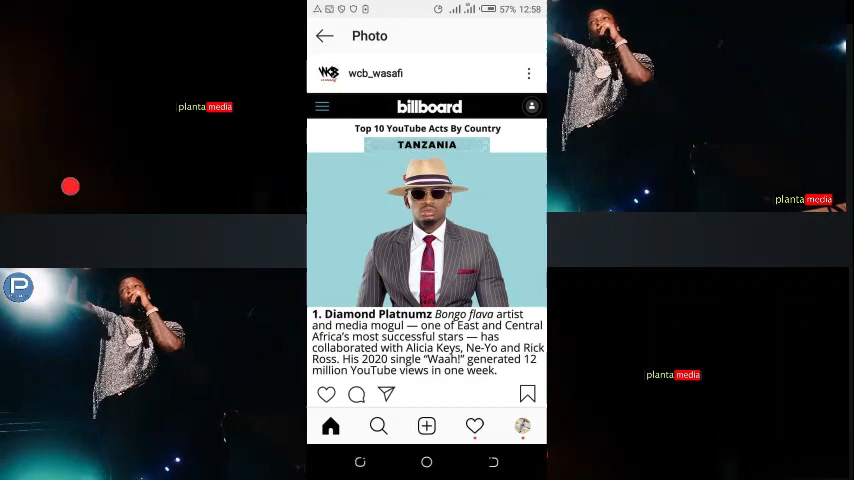 57% 12:58
Photo
WCB
wcb_wasafi
billboard
Top 10 YouTube Acts By Country
TANZANIA
1. Diamond Platnumz Bongo flava artist
and media mogul — one of East and Central
Africa's most successful stars — has
collaborated with Alicia Keys, Ne-Yo and Rick
Ross. His 2020 single “Waah!” generated 12
million YouTube views in one week.
planta media
planta media
P
planta media